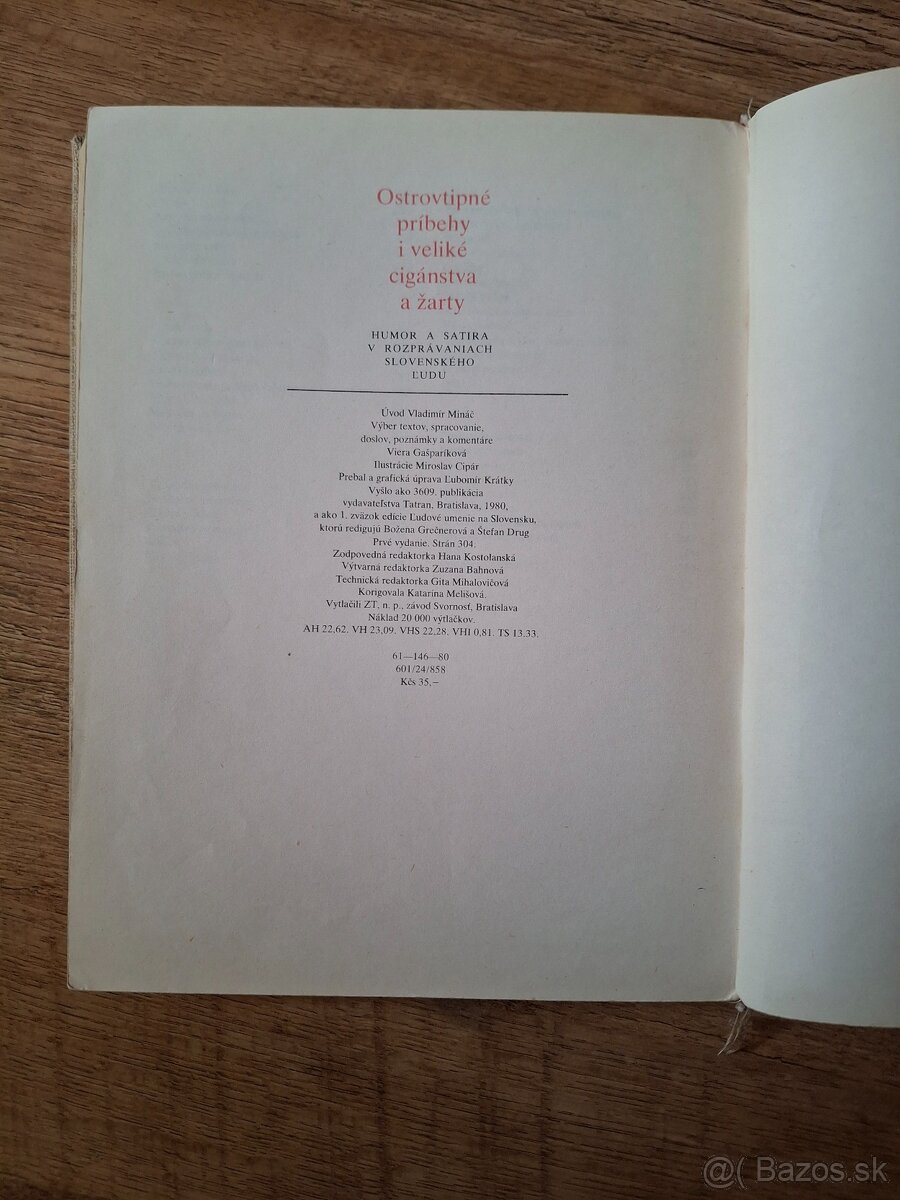 Ostrovtipné
príbehy
i veliké
cigánstva
a žarty
HUMOR A SATIRA
V ROZPRÁVANIACH
SLOVENSKÉHO
ĽUDU
Úvod Vladimír Mináč
Výber textov, spracovanie,
doslov, poznámky a komentáre
Viera Gašparíková
Ilustrácie Miroslav Cipár
Prebal a grafická úprava Ľubomír Krátky
Vyšlo ako 3609. publikácia
vydavateľstva Tatran, Bratislava, 1980,
a ako 1. zväzok edície Ľudové umenie na Slovensku,
ktorú redigujú Božena Grečnerová a Štefan Drug
Prvé vydanie. Strán 304.
Zodpovedná redaktorka Hana Kostolanská
Výtvarná redaktorka Zuzana Bahnová
Technická redaktorka Gita Mihalovičová
Korigovala Katarína Melišová.
Vytlačili ZT, n. p., závod Svornosť, Bratislava
Náklad 20 000 výtlačkov.
AH 22,62. VH 23,09. VHS 22,28. VHI 0,81. TS 13.33.
61—146—80
601/24/858
Kčs 35,–
@( Bazos.sk